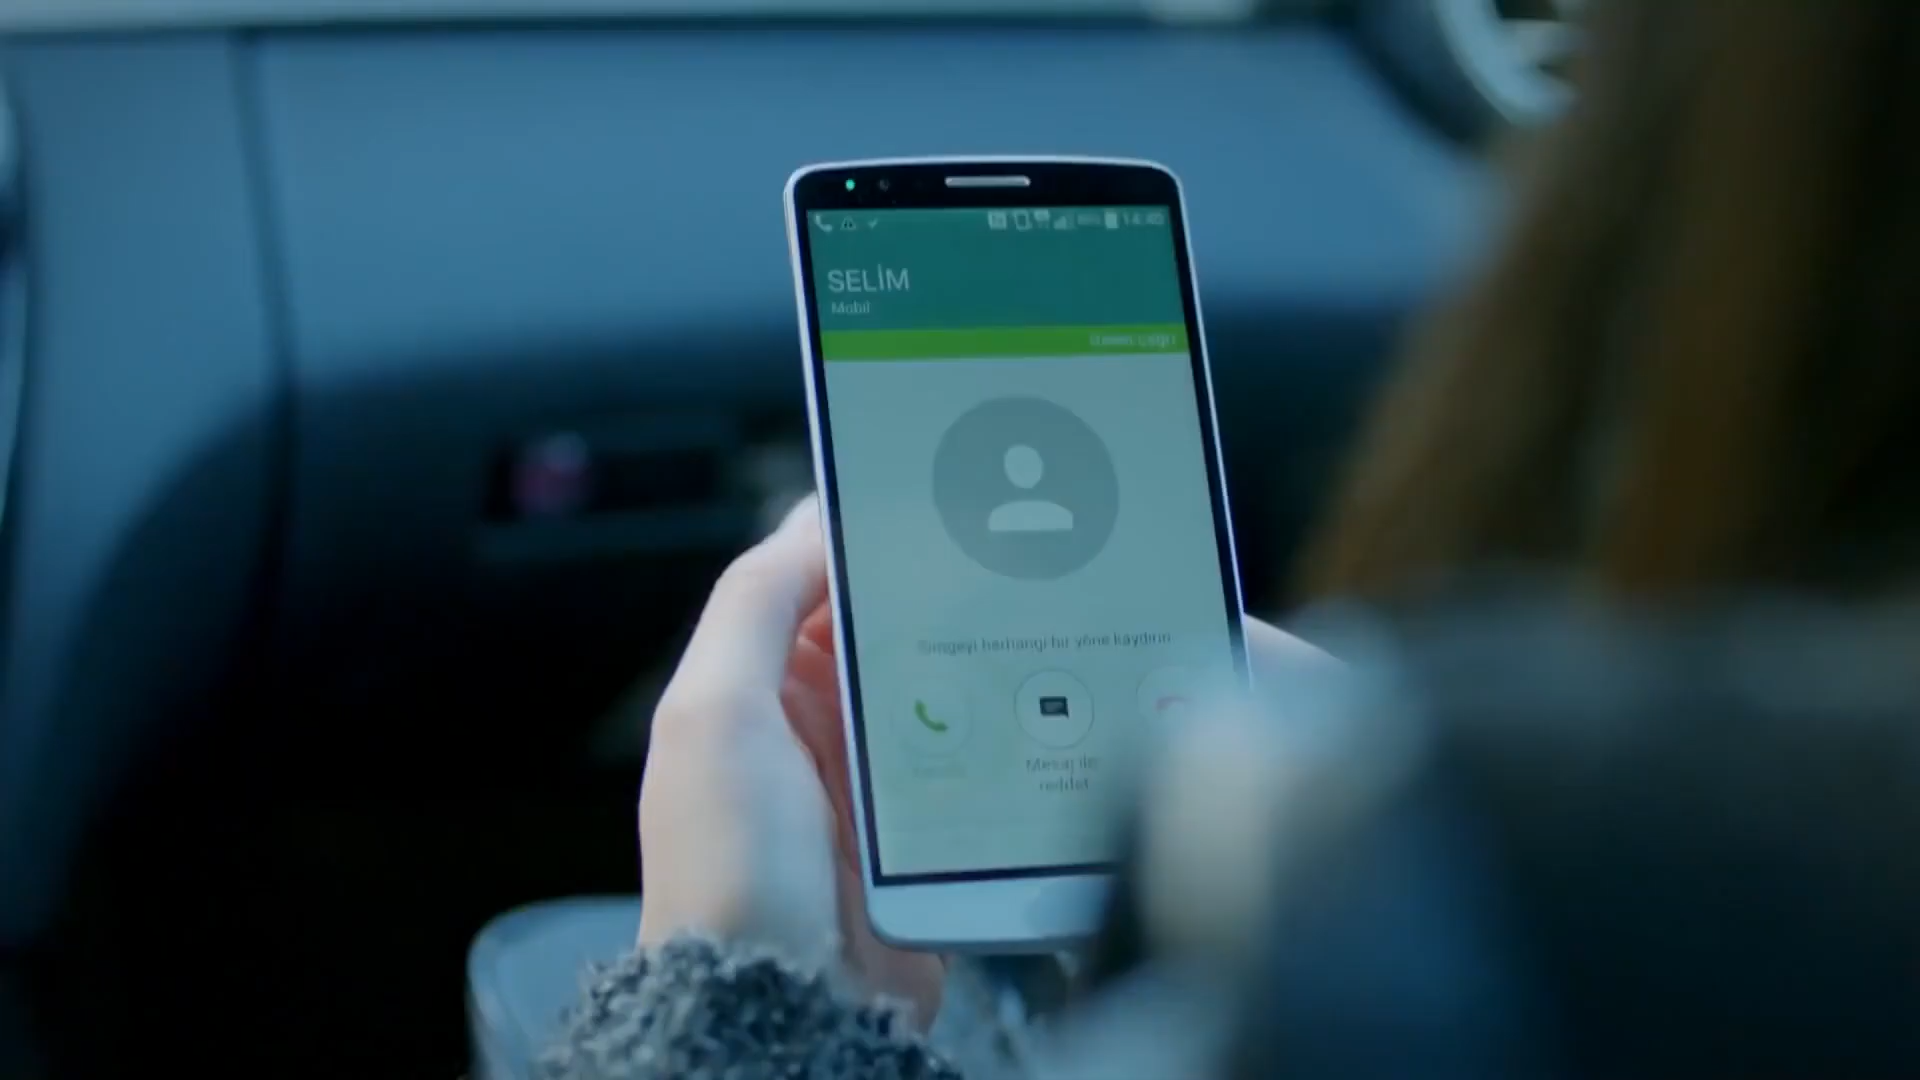 SELİM
Mobil
Simgeyi herhangi bir yöne kaydırın
Mesaj ile
reddet